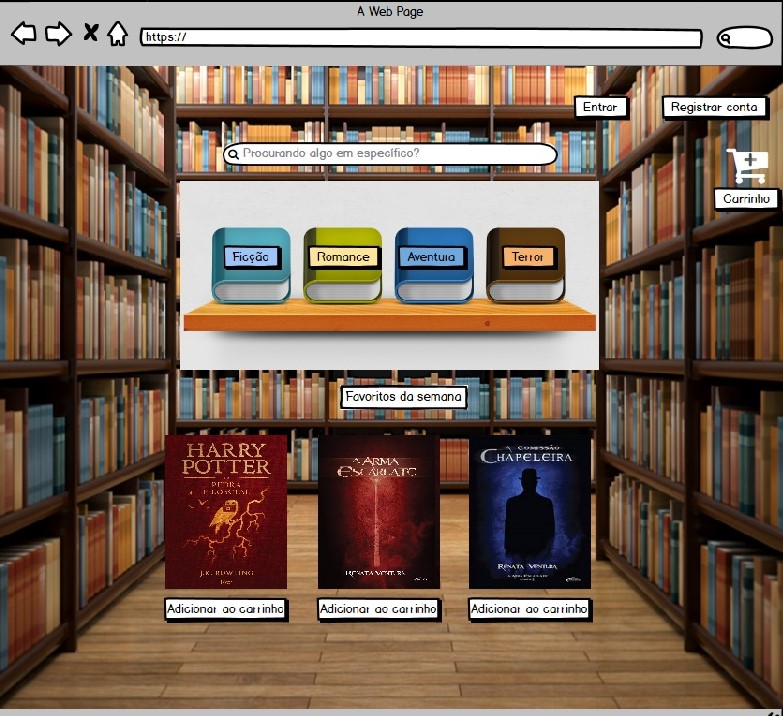 A Web Page
https://
Entrar
Registrar conta
Procurando algo em específico?
Carrinho
Ficção
Romance
Aventura
Terror
Favoritos da semana
HARRY
POTTER
PEDRA
FILOSOFAL
J.K. ROWLING
A ARMA
ESCARLATE
RENATA VENTURA
A COMISSÃO
CHAPELEIRA
RENATA VENTURA
A ARMA ESCARLATE
Adicionar ao carrinho
Adicionar ao carrinho
Adicionar ao carrinho